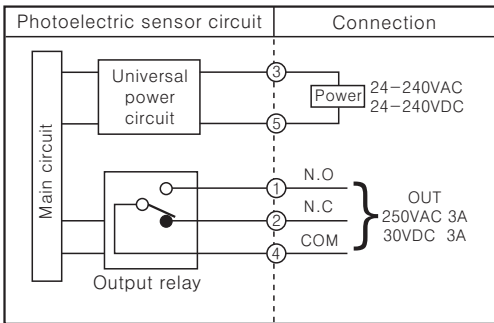 Photoelectric sensor circuit
Connection
Main circuit
Universal
power
circuit
3
5
Power
24-240VAC
24-240VDC
1
N.O
2
N.C
4
COM
OUT
250VAC 3A
30VDC 3A
Output relay